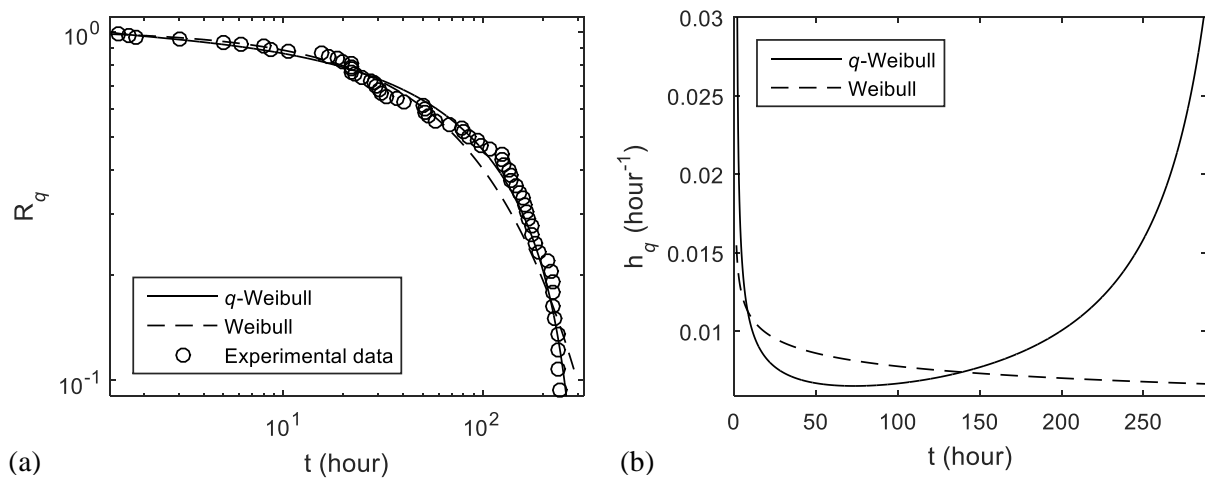 10^0
10^-1
R_q
q-Weibull
Weibull
Experimental data
10^1
10^2
t (hour)
(a)
0.03
0.025
0.02
0.015
0.01
h_q (hour^-1)
q-Weibull
Weibull
0
50
100
150
200
250
t (hour)
(b)